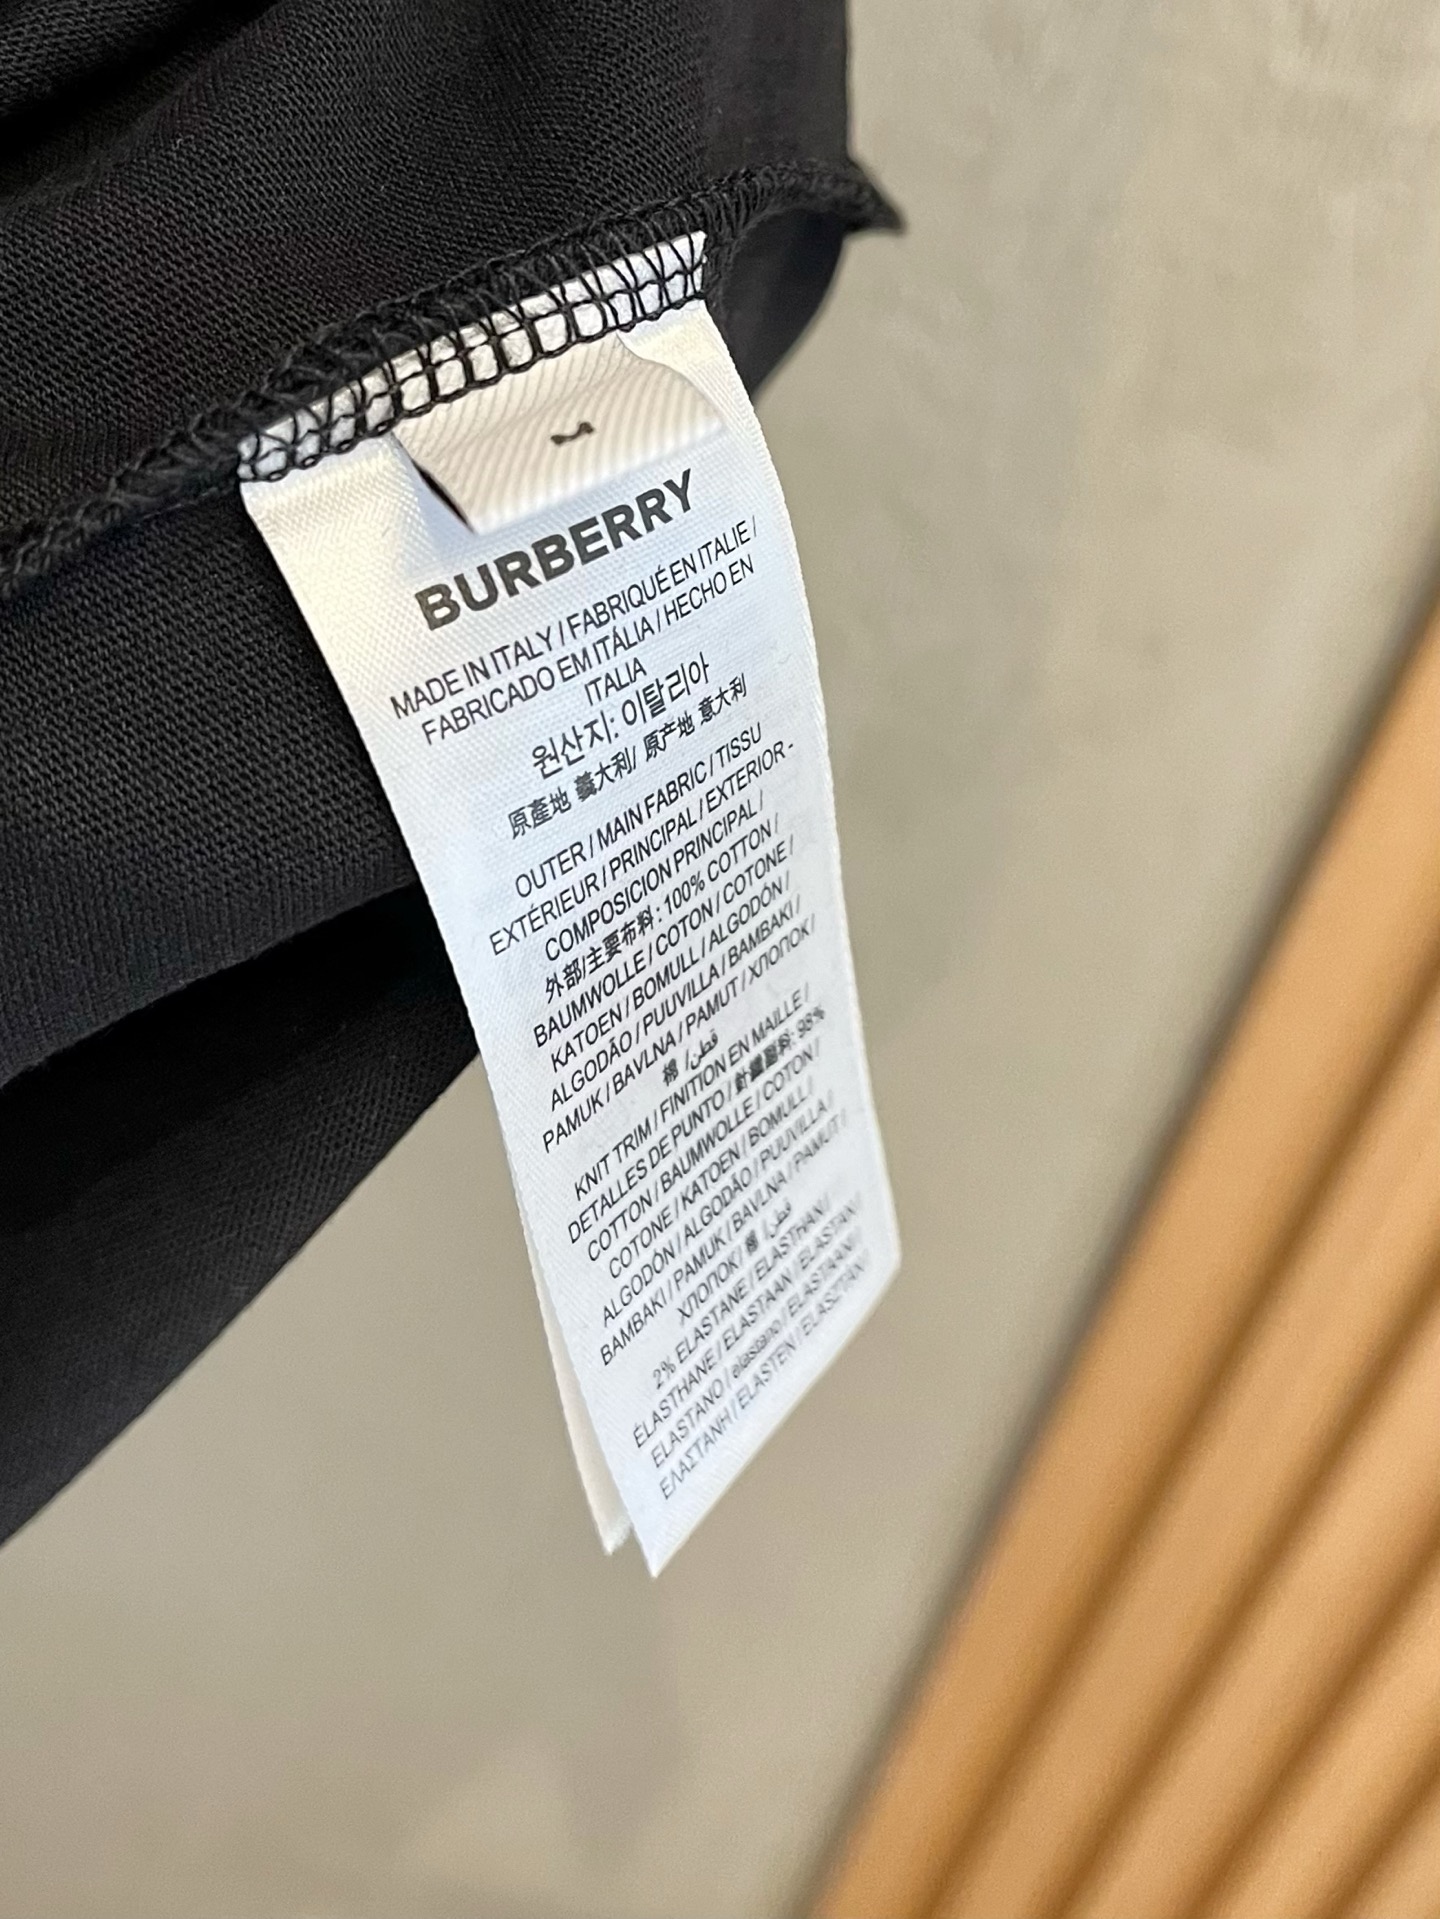 L
BURBERRY
MADE IN ITALY / FABRIQUÉ EN ITALIE /
FABRICADO EM ITÁLIA / HECHO EN
ITALIA
원산지: 이탈리아
原產地 義大利/ 原产地 意大利
OUTER / MAIN FABRIC / TISSU
EXTÉRIEUR / PRINCIPAL / EXTERIOR -
COMPOSICION PRINCIPAL /
外部/主要布料: 100% COTTON /
BAUMWOLLE / COTON / COTONE /
KATOEN / BOMULL / ALGODÓN /
ALGODÃO / PUUVILLA / BAMBAKI /
PAMUK / BAVLNA / PAMUT / ХЛОПОК /
棉 / قطن
KNIT TRIM / FINITION EN MAILLE /
DETALLES DE PUNTO / 針織配料: 98%
COTTON / BAUMWOLLE / COTON /
COTONE / KATOEN / BOMULL /
ALGODÓN / ALGODÃO / PUUVILLA /
BAMBAKI / PAMUK / BAVLNA / PAMUT /
ХЛОПОК / 棉 / قطن
2% ELASTANE / ELASTHAN /
ÉLASTHANE / ELASTAAN / ELASTAN /
ELASTANO / elastano / ELASTAANI /
ΕΛΑΣΤΑΝΗ / ELASTEIN / ELASZTÁN